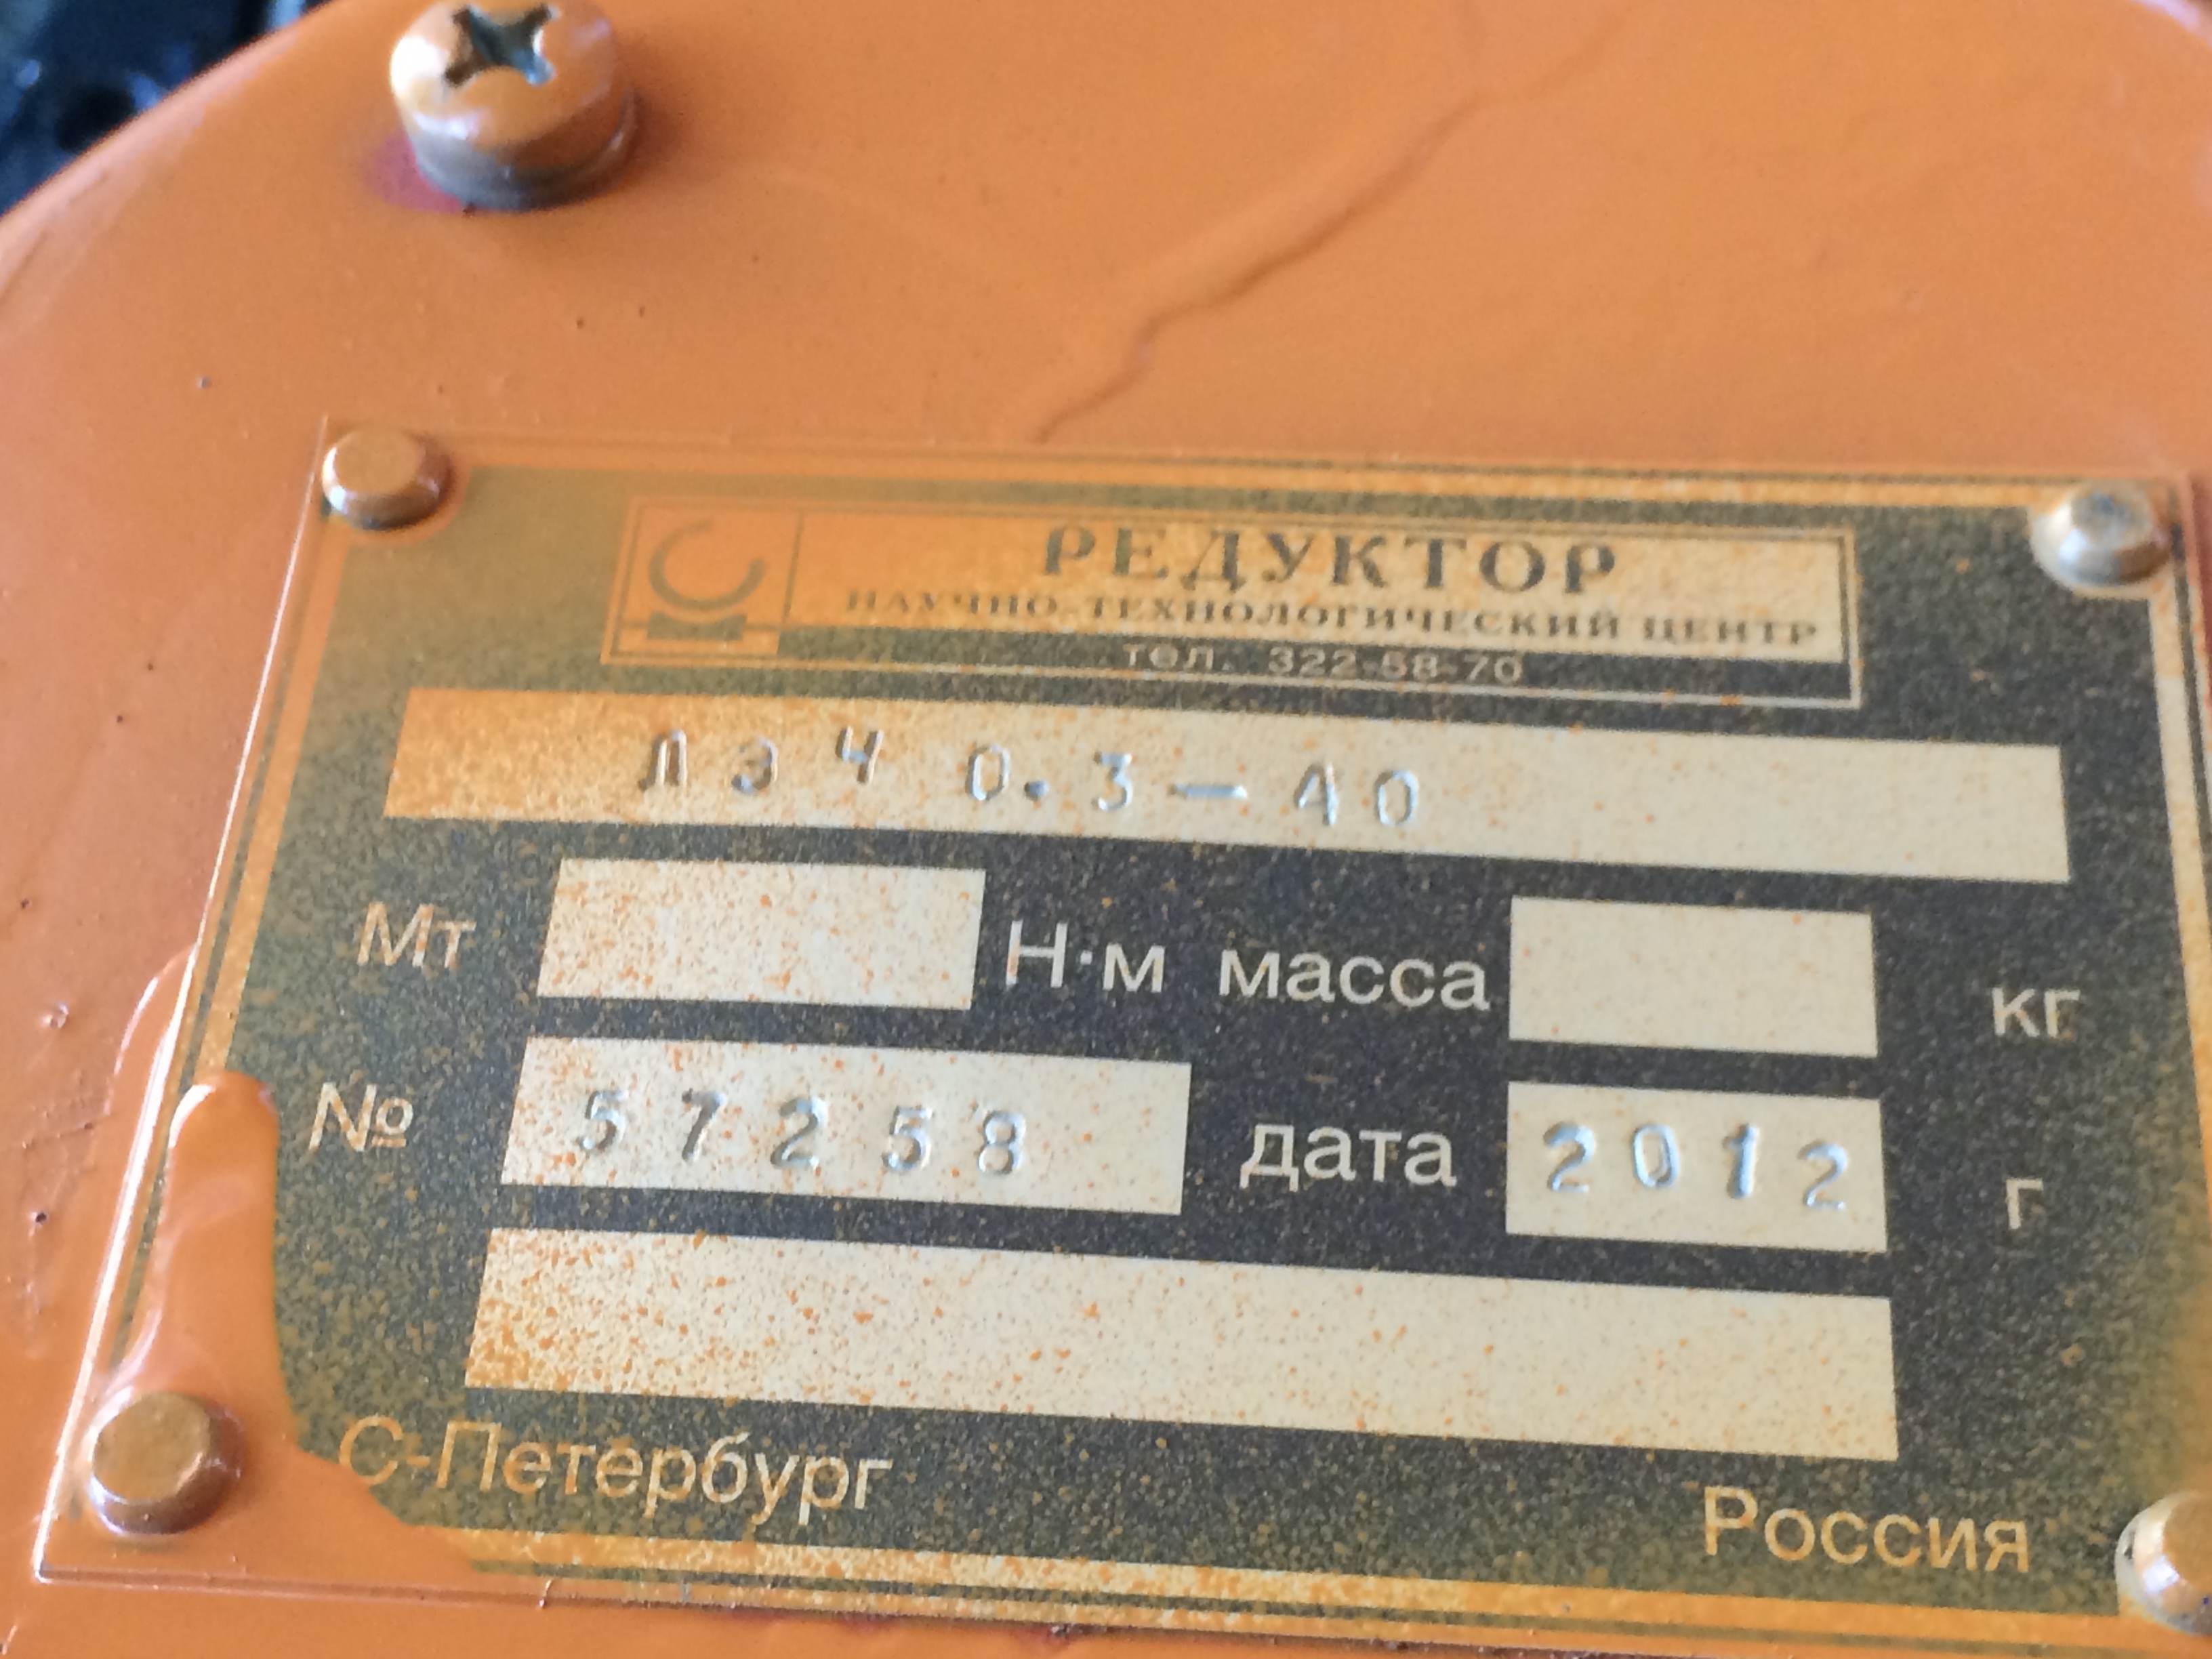 РЕДУКТОР
НАУЧНО-ТЕХНОЛОГИЧЕСКИЙ ЦЕНТР
тел. 322-58-70
ЛЭЧ 0.3-40
Мт Н·м масса кг
№ 57258 дата 2012 г
С-Петербург Россия